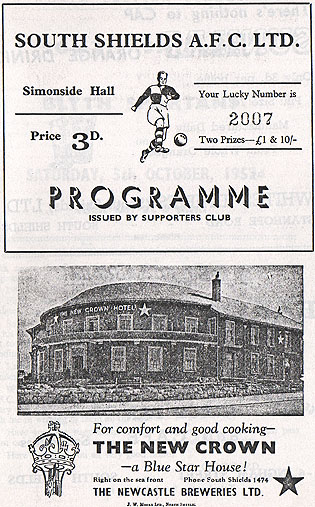 SOUTH SHIELDS A.F.C. LTD.
Simonside Hall
Price 3D.
Your Lucky Number is
2007
Two Prizes—£1 & 10/-
PROGRAMME
ISSUED BY SUPPORTERS CLUB
THE NEW CROWN HOTEL
For comfort and good cooking—
THE NEW CROWN
—a Blue Star House!
Right on the sea front Phone South Shields 1474
THE NEWCASTLE BREWERIES LTD.